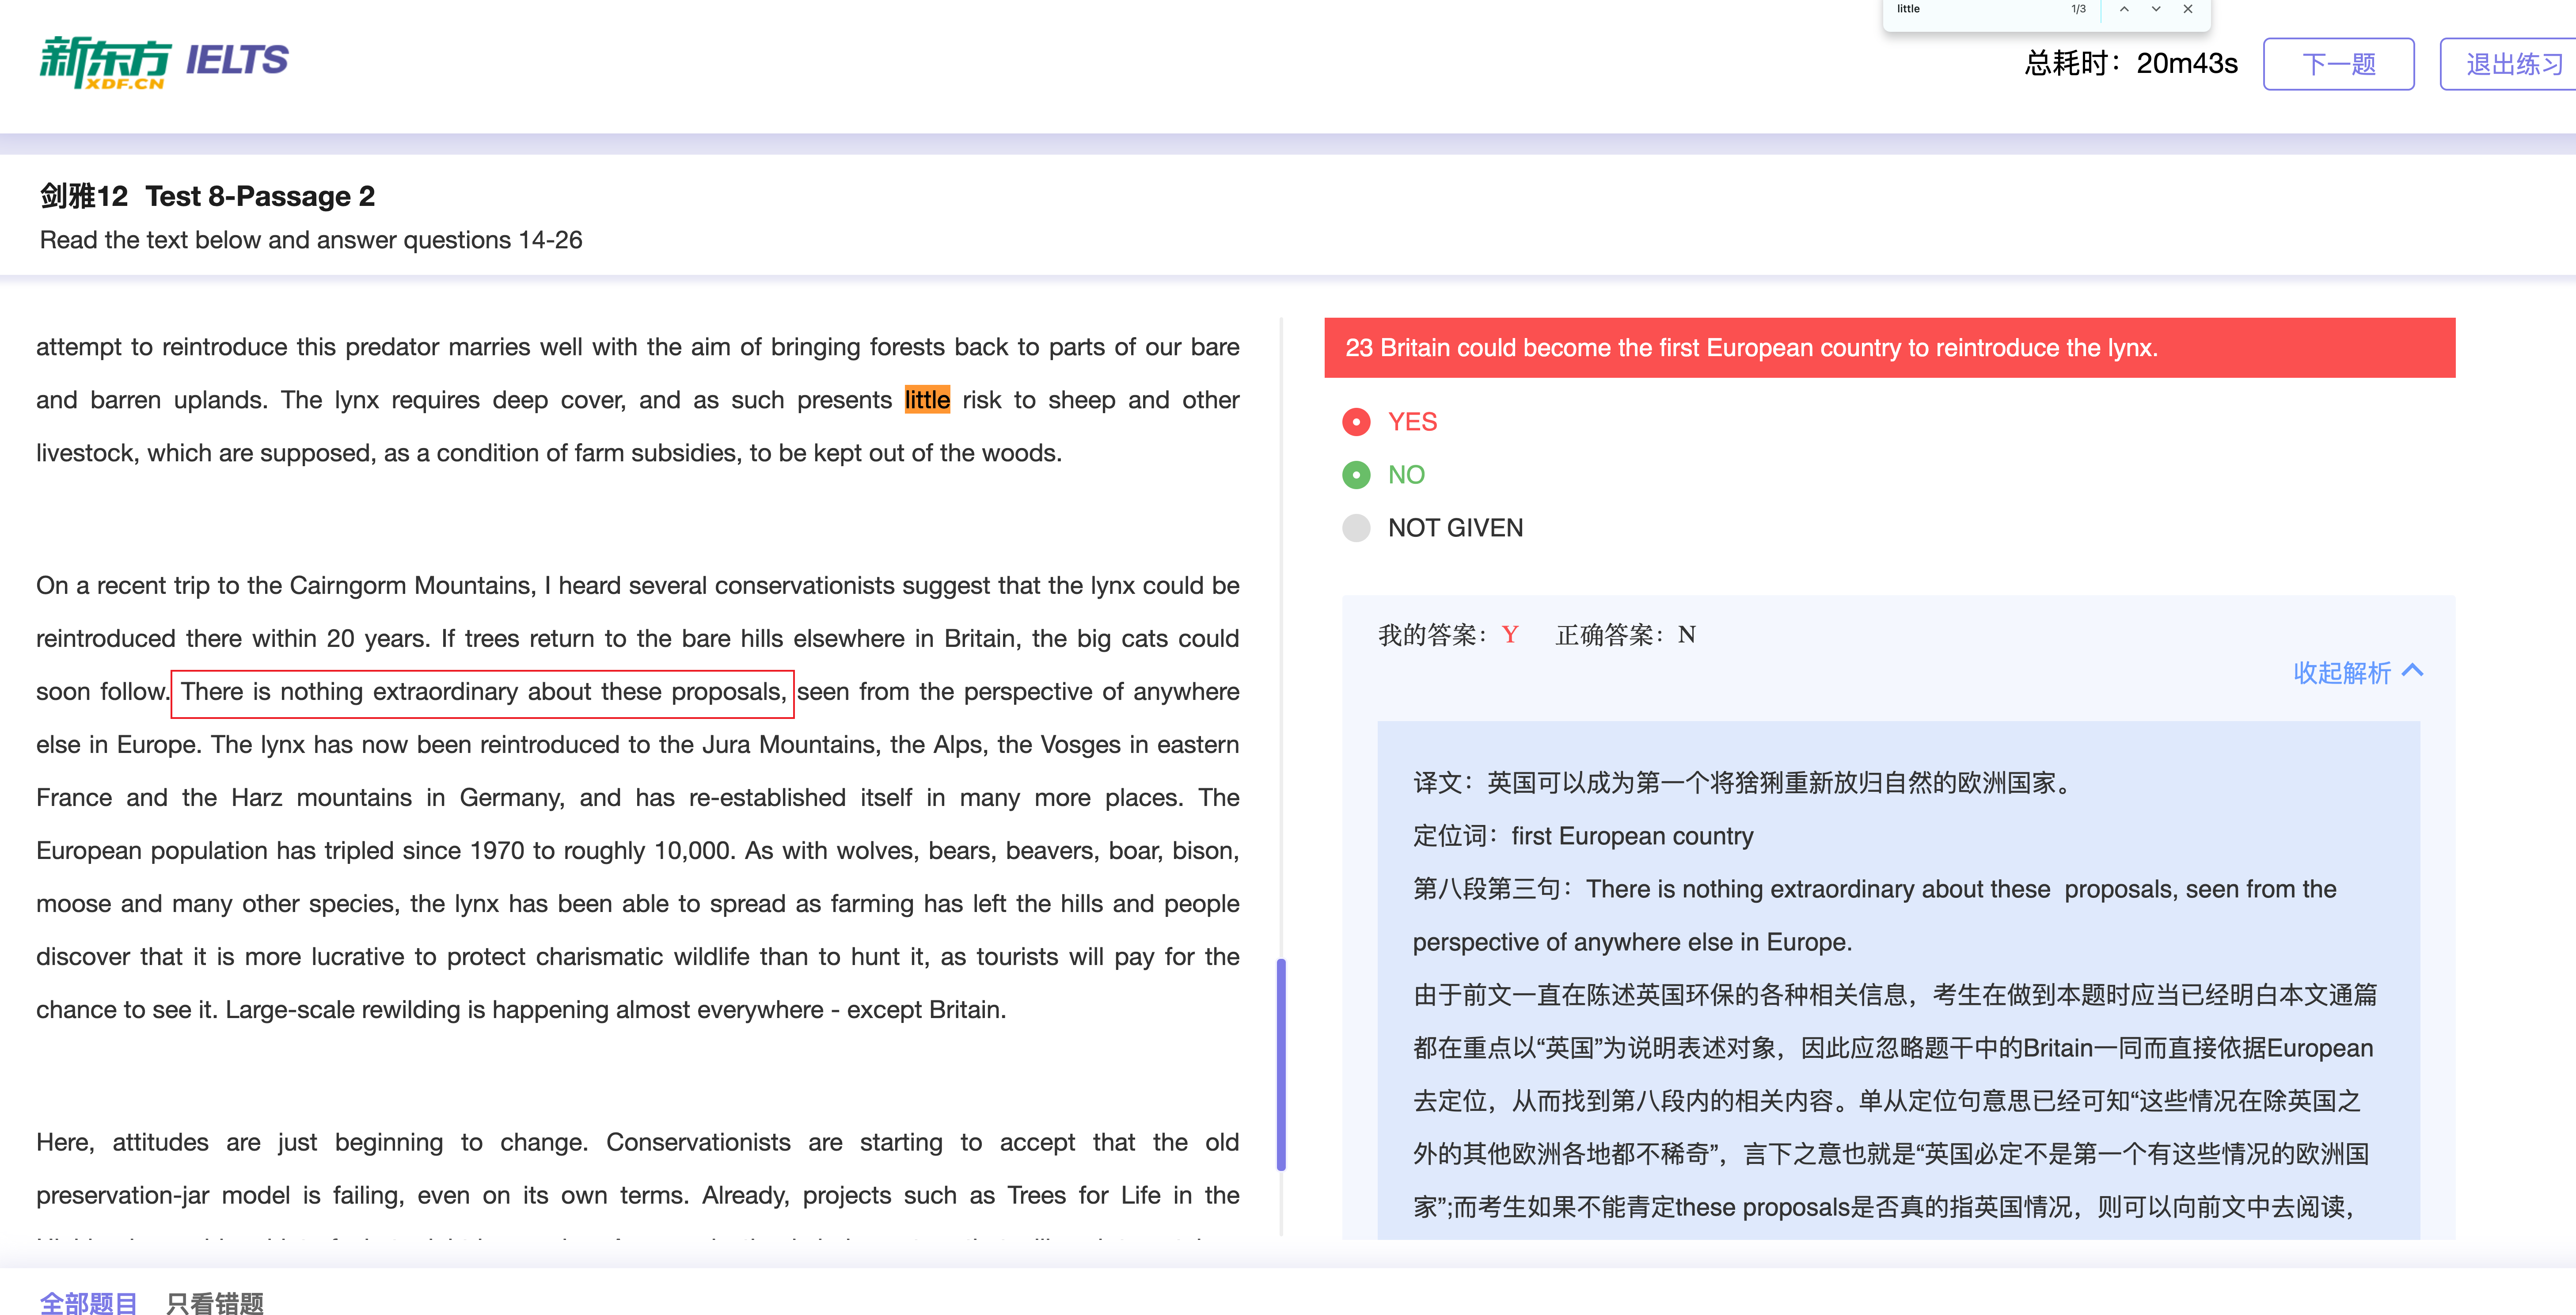 little 1/3
新东方 XDF.CN IELTS
总耗时：20m43s 下一题 退出练习
剑雅12 Test 8-Passage 2
Read the text below and answer questions 14-26
attempt to reintroduce this predator marries well with the aim of bringing forests back to parts of our bare
and barren uplands. The lynx requires deep cover, and as such presents little risk to sheep and other
livestock, which are supposed, as a condition of farm subsidies, to be kept out of the woods.
On a recent trip to the Cairngorm Mountains, I heard several conservationists suggest that the lynx could be
reintroduced there within 20 years. If trees return to the bare hills elsewhere in Britain, the big cats could
soon follow. There is nothing extraordinary about these proposals, seen from the perspective of anywhere
else in Europe. The lynx has now been reintroduced to the Jura Mountains, the Alps, the Vosges in eastern
France and the Harz mountains in Germany, and has re-established itself in many more places. The
European population has tripled since 1970 to roughly 10,000. As with wolves, bears, beavers, boar, bison,
moose and many other species, the lynx has been able to spread as farming has left the hills and people
discover that it is more lucrative to protect charismatic wildlife than to hunt it, as tourists will pay for the
chance to see it. Large-scale rewilding is happening almost everywhere - except Britain.
Here, attitudes are just beginning to change. Conservationists are starting to accept that the old
preservation-jar model is failing, even on its own terms. Already, projects such as Trees for Life in the
23 Britain could become the first European country to reintroduce the lynx.
YES
NO
NOT GIVEN
我的答案：Y 正确答案：N
收起解析
译文：英国可以成为第一个将猞猁重新放归自然的欧洲国家。
定位词：first European country
第八段第三句：There is nothing extraordinary about these proposals, seen from the
perspective of anywhere else in Europe.
由于前文一直在陈述英国环保的各种相关信息，考生在做到本题时应当已经明白本文通篇
都在重点以“英国”为说明表述对象，因此应忽略题干中的Britain一同而直接依据European
去定位，从而找到第八段内的相关内容。单从定位句意思已经可知“这些情况在除英国之
外的其他欧洲各地都不稀奇”，言下之意也就是“英国必定不是第一个有这些情况的欧洲国
家”;而考生如果不能青定these proposals是否真的指英国情况，则可以向前文中去阅读，
全部题目 只看错题